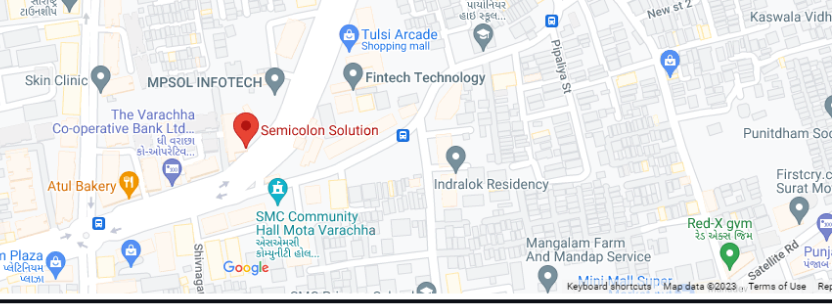 ટાઉનશીપ
પાયોનિયર
હાઇ સ્કૂલ...
New st 2
Kaswala Vidh
Tulsi Arcade
Shopping mall
Pipaliya St
Skin Clinic
MPSOL INFOTECH
Fintech Technology
The Varachha
Co-operative Bank Ltd...
ધી વરાછા
કો-ઓપરેટિવ...
Semicolon Solution
Punitdham Soc
Atul Bakery
Indralok Residency
Firstcry.c
Surat Mo
SMC Community
Hall Mota Varachha
એસએમસી
કોમ્યુનીટી હોલ...
Red-X gym
રેડ એક્સ જિમ
Shivnagar
Mangalam Farm
And Mandap Service
Satellite Rd
Punja
પંજાબ
Plaza
પ્લેટિનિયમ
પ્લાઝા
Google
Mini Mall Super
Keyboard shortcuts
Map data ©2023
Terms of Use
Rep